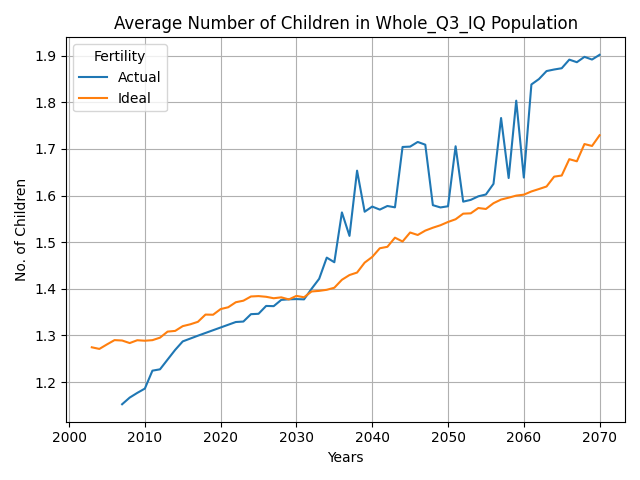 Average Number of Children in Whole_Q3_IQ Population
Fertility
Actual
Ideal
No. of Children
1.9
1.8
1.7
1.6
1.5
1.4
1.3
1.2
2000 2010 2020 2030 2040 2050 2060 2070
Years